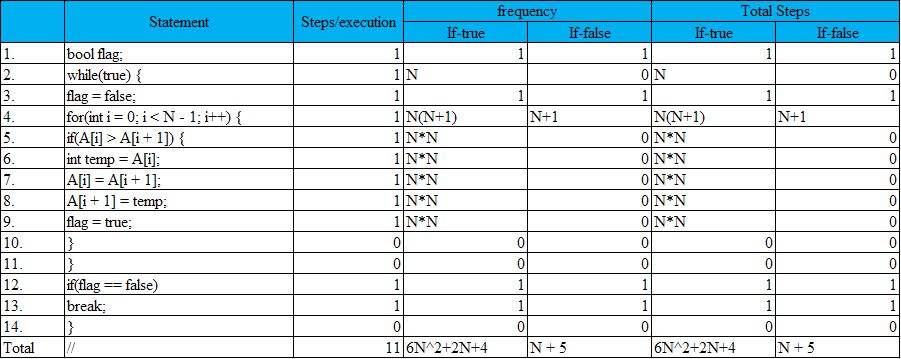 Statement Steps/execution frequency Total Steps
If-true If-false If-true If-false
1. bool flag; 1 1 1 1 1
2. while(true) { 1 N 0 N 0
3. flag = false; 1 1 1 1 1
4. for(int i = 0; i < N - 1; i++) { 1 N(N+1) N+1 N(N+1) N+1
5. if(A[i] > A[i + 1]) { 1 N*N 0 N*N 0
6. int temp = A[i]; 1 N*N 0 N*N 0
7. A[i] = A[i + 1]; 1 N*N 0 N*N 0
8. A[i + 1] = temp; 1 N*N 0 N*N 0
9. flag = true; 1 N*N 0 N*N 0
10. } 0 0 0 0 0
11. } 0 0 0 0 0
12. if(flag == false) 1 1 1 1 1
13. break; 1 1 1 1 1
14. } 0 0 0 0 0
Total // 11 6N^2+2N+4 N + 5 6N^2+2N+4 N + 5